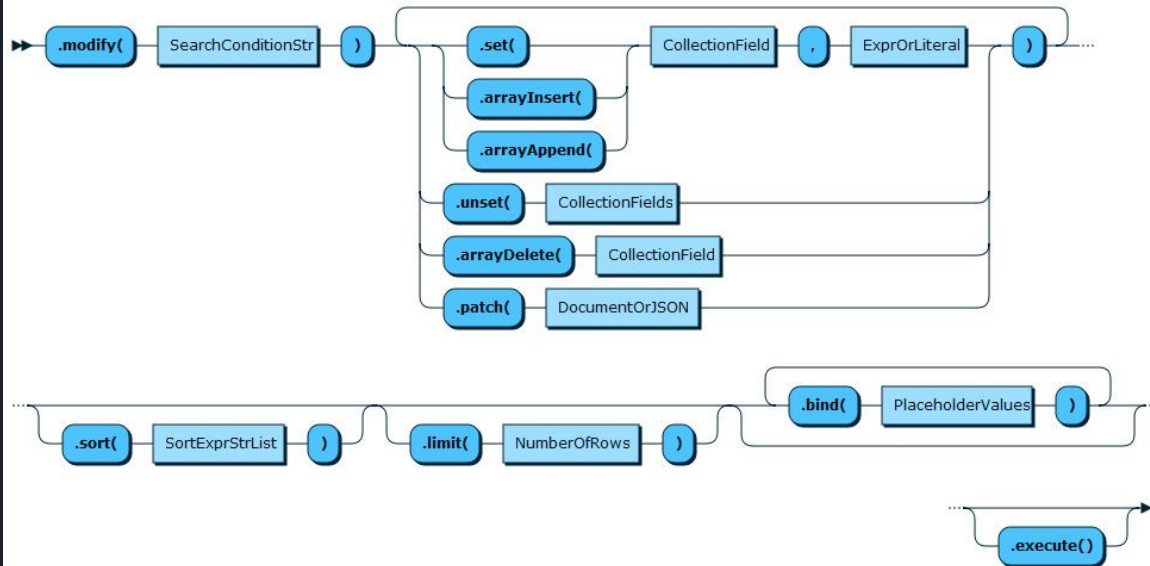 .modify( SearchConditionStr ) .set( CollectionField , ExprOrLiteral )
.arrayInsert(
.arrayAppend(
.unset( CollectionFields
.arrayDelete( CollectionField
.patch( DocumentOrJSON
.bind( PlaceholderValues )
.sort( SortExprStrList ) .limit( NumberOfRows )
.execute()